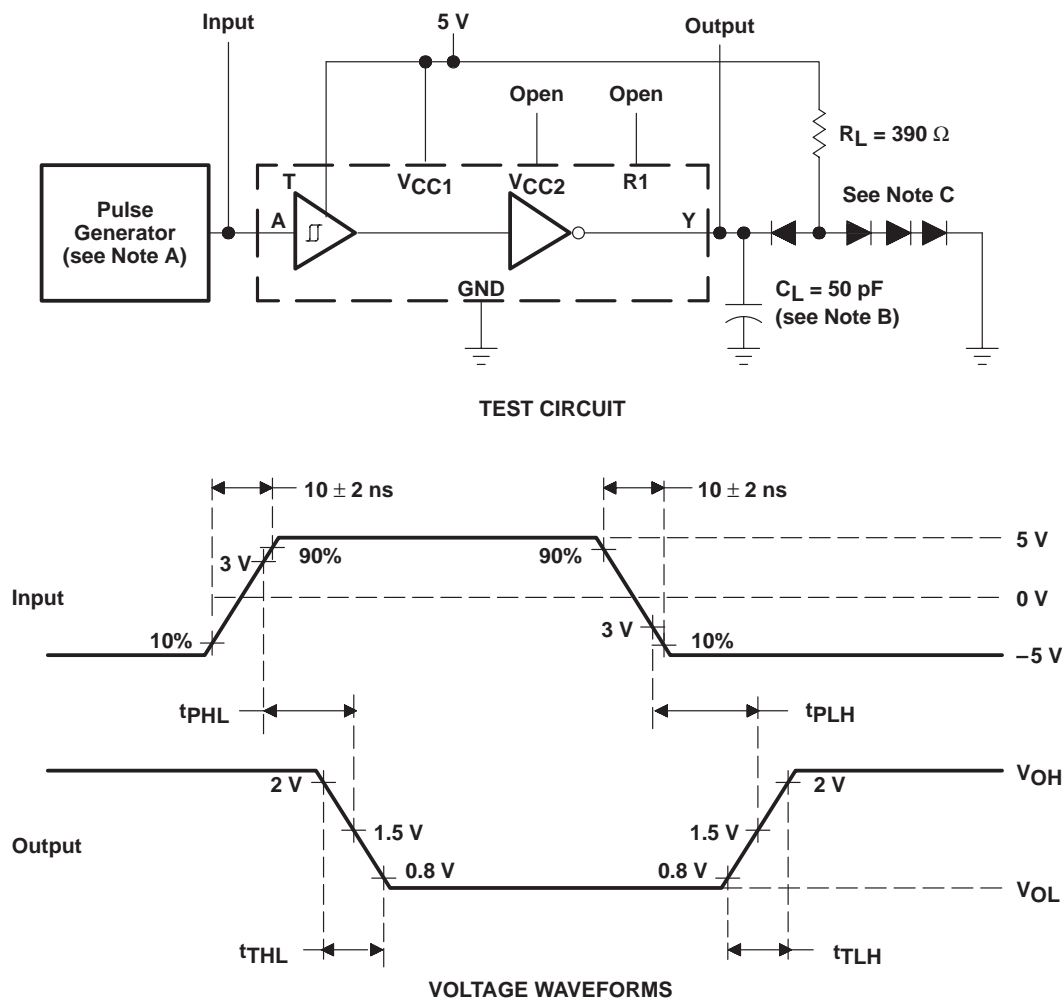 Input
5 V
Output
Open
Open
RL = 390 Ω
T
VCC1
VCC2
R1
See Note C
Pulse
Generator
(see Note A)
A
Y
GND
CL = 50 pF
(see Note B)
TEST CIRCUIT
10 ± 2 ns
10 ± 2 ns
5 V
3 V
90%
90%
Input
0 V
3 V
10%
10%
−5 V
tPHL
tPLH
VOH
2 V
2 V
1.5 V
1.5 V
Output
0.8 V
0.8 V
VOL
tTHL
tTLH
VOLTAGE WAVEFORMS